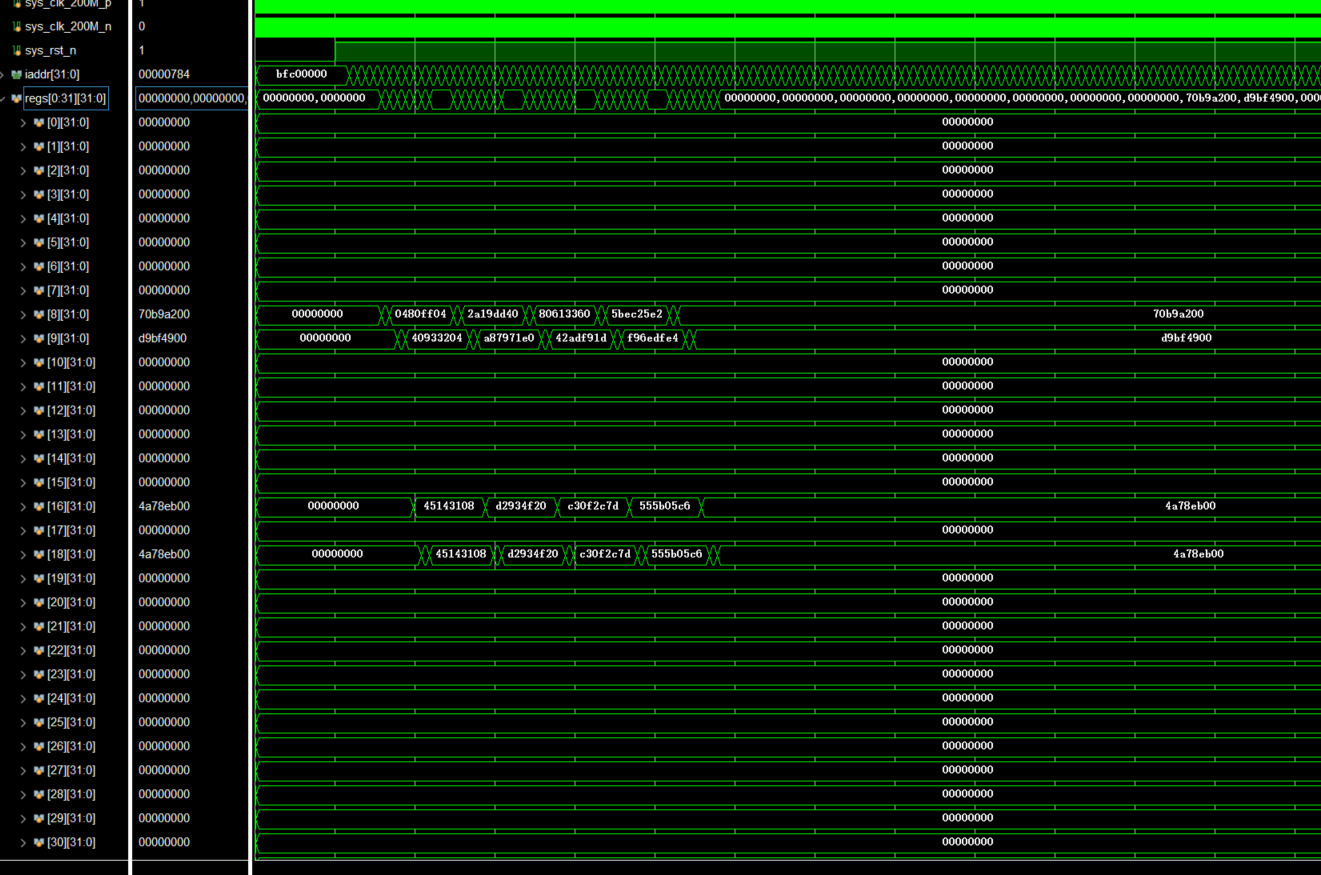 sys_clk_200M_p 1
sys_clk_200M_n 0
sys_rst_n 1
iaddr[31:0] 00000784 bfc00000
regs[0:31][31:0] 00000000,00000000, 00000000,0000000 00000000,00000000,00000000,00000000,00000000,00000000,00000000,00000000,70b9a200,d9bf4900,000
[0][31:0] 00000000 00000000
[1][31:0] 00000000 00000000
[2][31:0] 00000000 00000000
[3][31:0] 00000000 00000000
[4][31:0] 00000000 00000000
[5][31:0] 00000000 00000000
[6][31:0] 00000000 00000000
[7][31:0] 00000000 00000000
[8][31:0] 70b9a200 00000000 0480ff04 2a19dd40 80613360 5bec25e2 70b9a200
[9][31:0] d9bf4900 00000000 40933204 a87971e0 42adf91d f96edfe4 d9bf4900
[10][31:0] 00000000 00000000
[11][31:0] 00000000 00000000
[12][31:0] 00000000 00000000
[13][31:0] 00000000 00000000
[14][31:0] 00000000 00000000
[15][31:0] 00000000 00000000
[16][31:0] 4a78eb00 00000000 45143108 d2934f20 c30f2c7d 555b05c6 4a78eb00
[17][31:0] 00000000 00000000
[18][31:0] 4a78eb00 00000000 45143108 d2934f20 c30f2c7d 555b05c6 4a78eb00
[19][31:0] 00000000 00000000
[20][31:0] 00000000 00000000
[21][31:0] 00000000 00000000
[22][31:0] 00000000 00000000
[23][31:0] 00000000 00000000
[24][31:0] 00000000 00000000
[25][31:0] 00000000 00000000
[26][31:0] 00000000 00000000
[27][31:0] 00000000 00000000
[28][31:0] 00000000 00000000
[29][31:0] 00000000 00000000
[30][31:0] 00000000 00000000